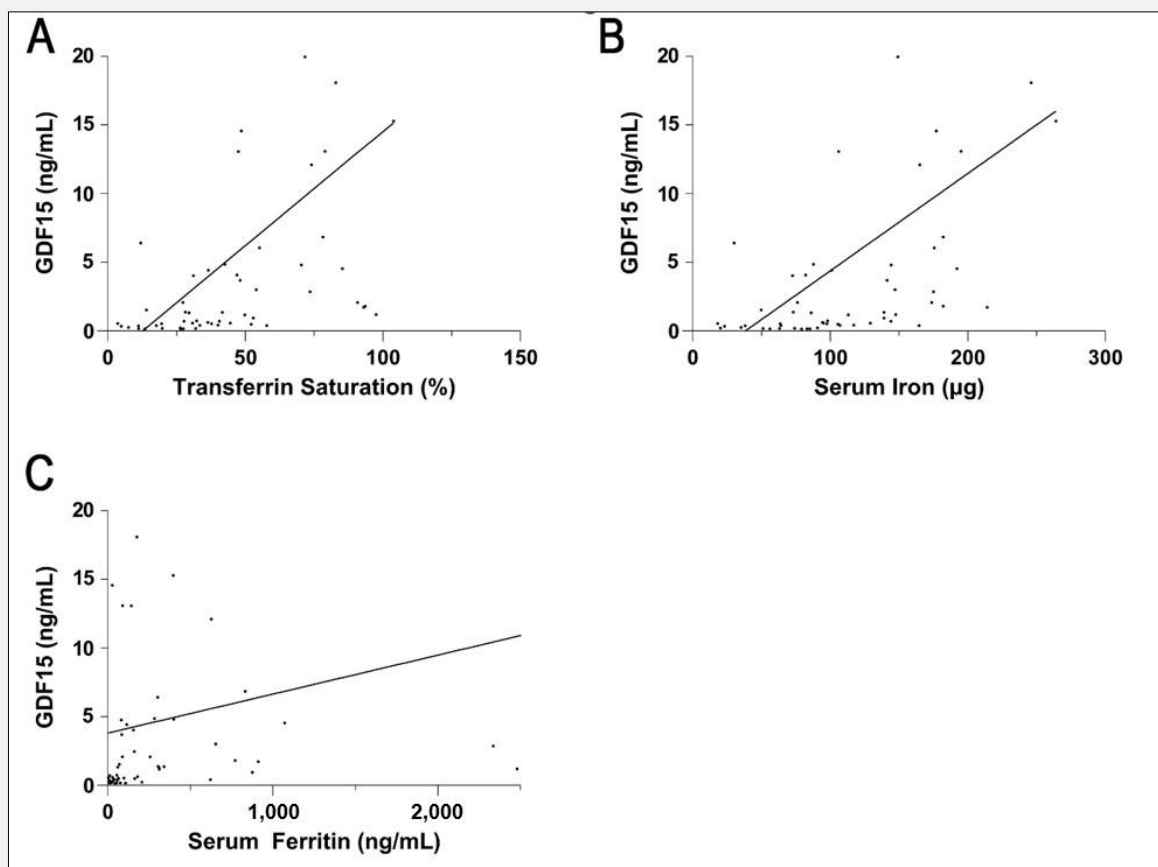 A
20
15
10
5
0
GDF15 (ng/mL)
0 50 100 150
Transferrin Saturation (%)
B
20
15
10
5
0
GDF15 (ng/mL)
0 100 200 300
Serum Iron (µg)
C
20
15
10
5
0
GDF15 (ng/mL)
0 1,000 2,000
Serum Ferritin (ng/mL)